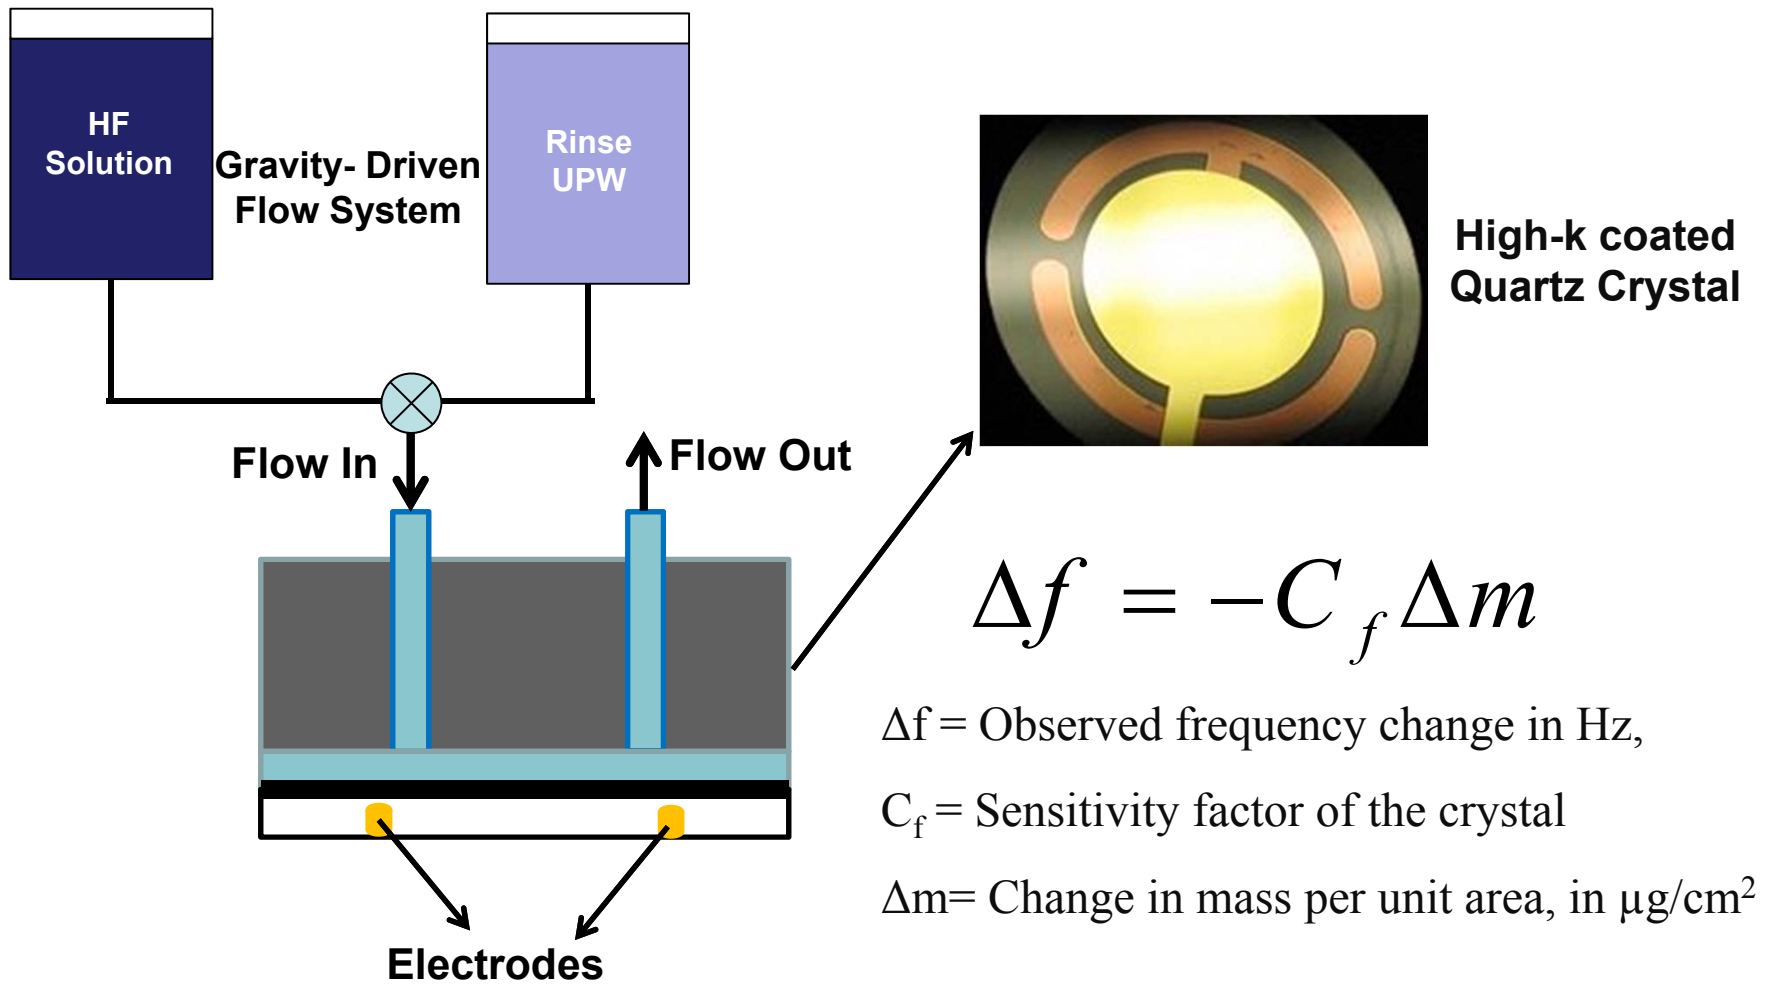 HF
Solution
Gravity- Driven
Flow System
Rinse
UPW
High-k coated
Quartz Crystal
Flow In
Flow Out
Δf = −C_f Δm
Δf = Observed frequency change in Hz,
C_f = Sensitivity factor of the crystal
Δm= Change in mass per unit area, in µg/cm²
Electrodes